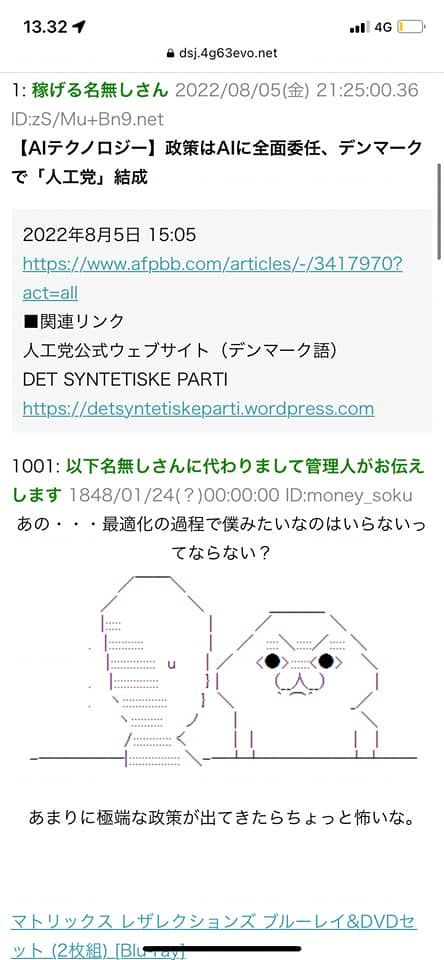 13.32
4G
dsj.4g63evo.net
1: 稼げる名無しさん 2022/08/05(金) 21:25:00.36
ID:zS/Mu+Bn9.net
【AIテクノロジー】政策はAIに全面委任、デンマーク
で「人工党」結成
2022年8月5日 15:05
https://www.afpbb.com/articles/-/3417970?
act=all
■関連リンク
人工党公式ウェブサイト（デンマーク語）
DET SYNTETISKE PARTI
https://detsyntetiskeparti.wordpress.com
1001: 以下名無しさんに代わりまして管理人がお伝え
します 1848/01/24(？)00:00:00 ID:money_soku
あの・・・最適化の過程で僕みたいなのはいらないっ
てならない？
あまりに極端な政策が出てきたらちょっと怖いな。
マトリックス レザレクションズ ブルーレイ&DVDセ
ット (2枚組) [Blu-ray]